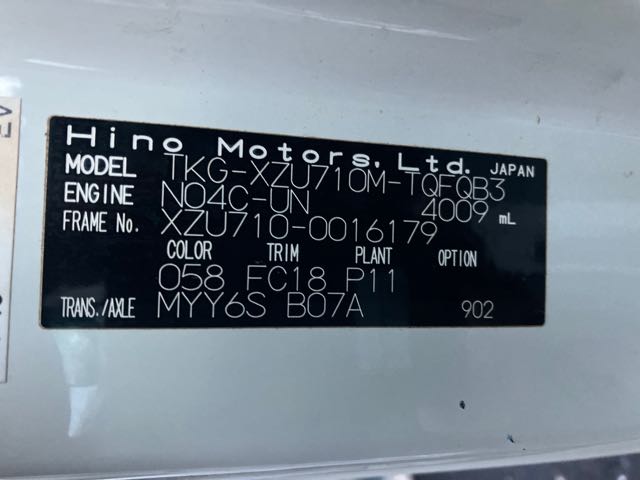 Hino Motors, Ltd. JAPAN
MODEL TKG-XZU710M-TQFQB3
ENGINE N04C-UN 4009 mL
FRAME No. XZU710-0016179
COLOR TRIM PLANT OPTION
058 FC18 P11
TRANS./AXLE MYY6S B07A 902